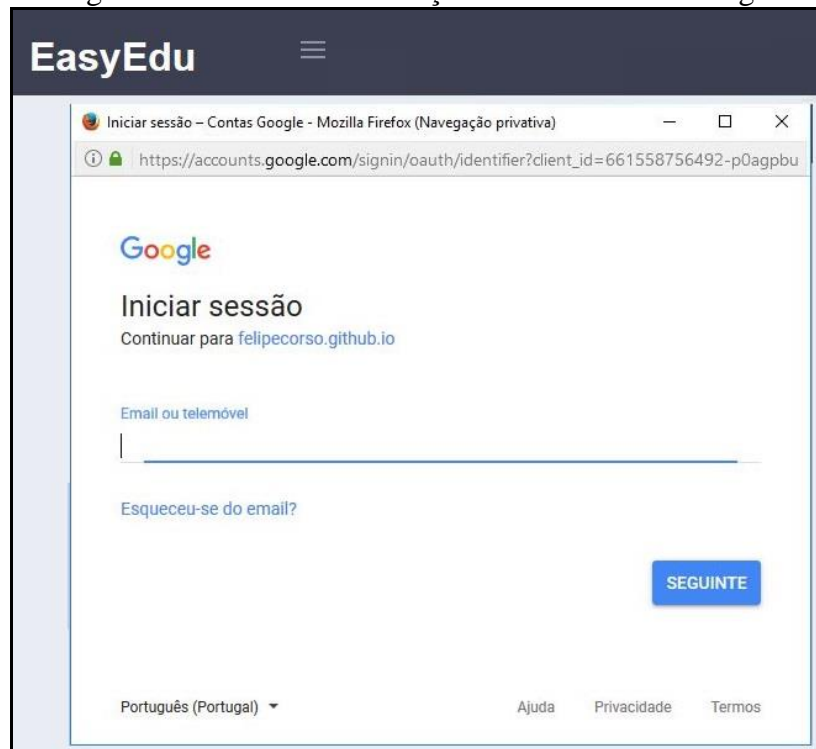 EasyEdu
Iniciar sessão – Contas Google - Mozilla Firefox (Navegação privativa)
https://accounts.google.com/signin/oauth/identifier?client_id=661558756492-p0agpbu
Google
Iniciar sessão
Continuar para felipecorso.github.io
Email ou telemóvel
Esqueceu-se do email?
SEGUINTE
Português (Portugal) Ajuda Privacidade Termos